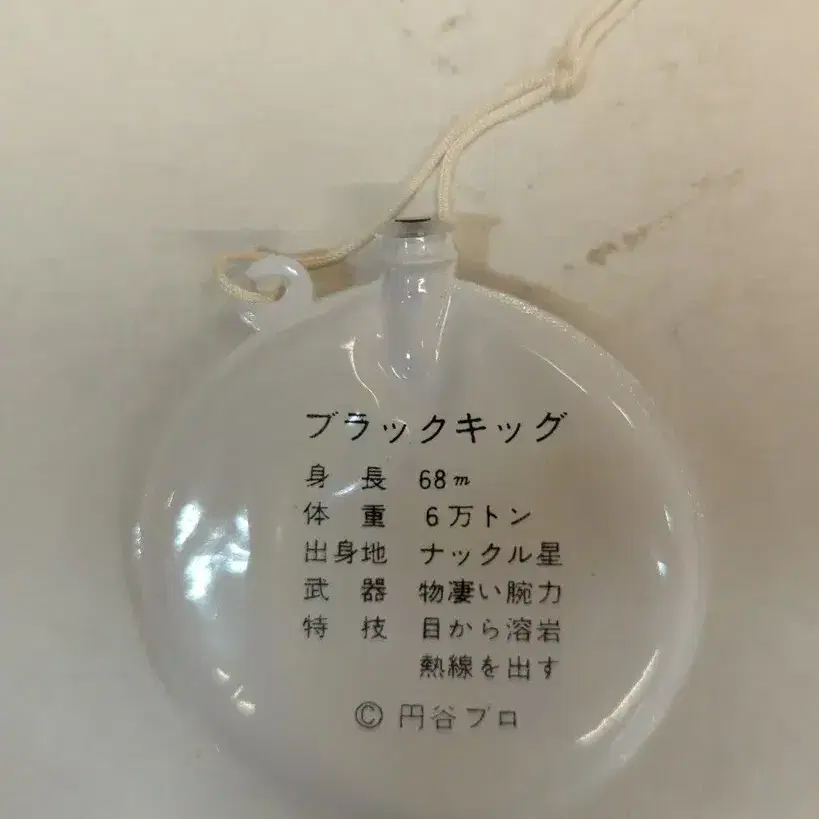 ブラックキッグ
身長 68m
体重 6万トン
出身地 ナックル星
武器 物凄い腕力
特技 目から溶岩
熱線を出す
© 円谷プロ